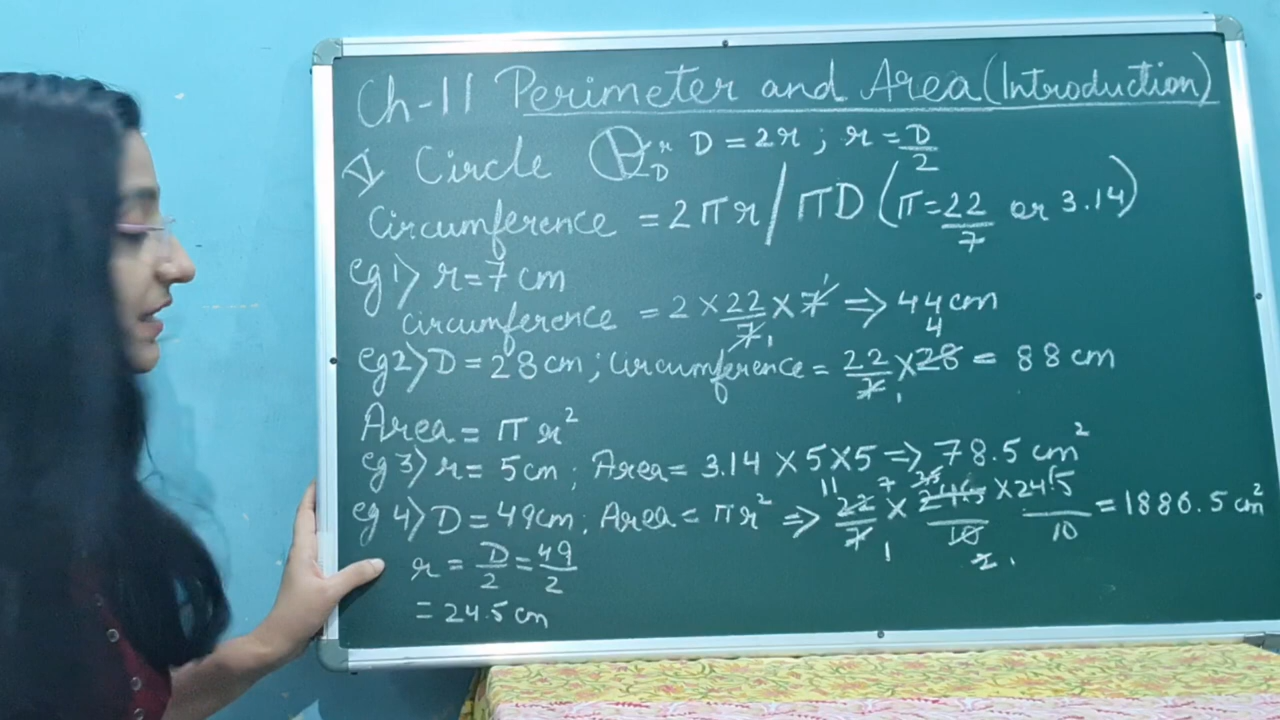 Ch-11 Perimeter and Area (Introduction)
I Circle r D D = 2r ; r = D/2
Circumference = 2πr / πD (π = 22/7 or 3.14)
eg 1) r = 7 cm
Circumference = 2 × 22/7 × 7 ⇒ 44 cm
eg 2) D = 28 cm ; Circumference = 22/7 × 28 = 88 cm
Area = πr²
eg 3) r = 5 cm ; Area = 3.14 × 5 × 5 ⇒ 78.5 cm²
eg 4) D = 49 cm ; Area = πr² ⇒ 22/7 × 245/10 × 245/10 = 1886.5 cm²
r = D/2 = 49/2
= 24.5 cm